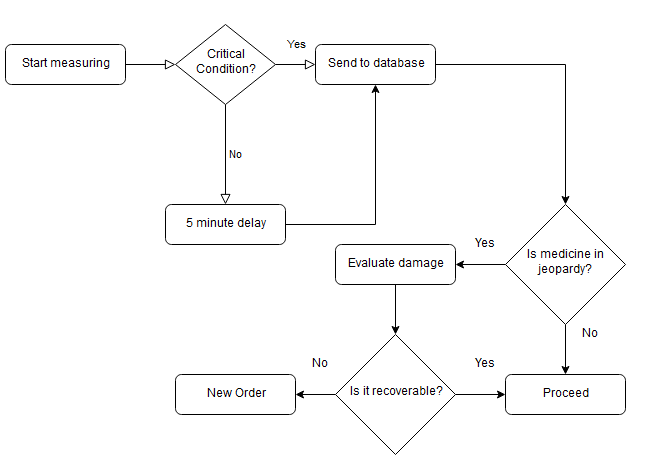 Start measuring
Critical
Condition?
Yes
Send to database
No
5 minute delay
Is medicine in
jeopardy?
Yes
Evaluate damage
No
Is it recoverable?
No
New Order
Yes
Proceed